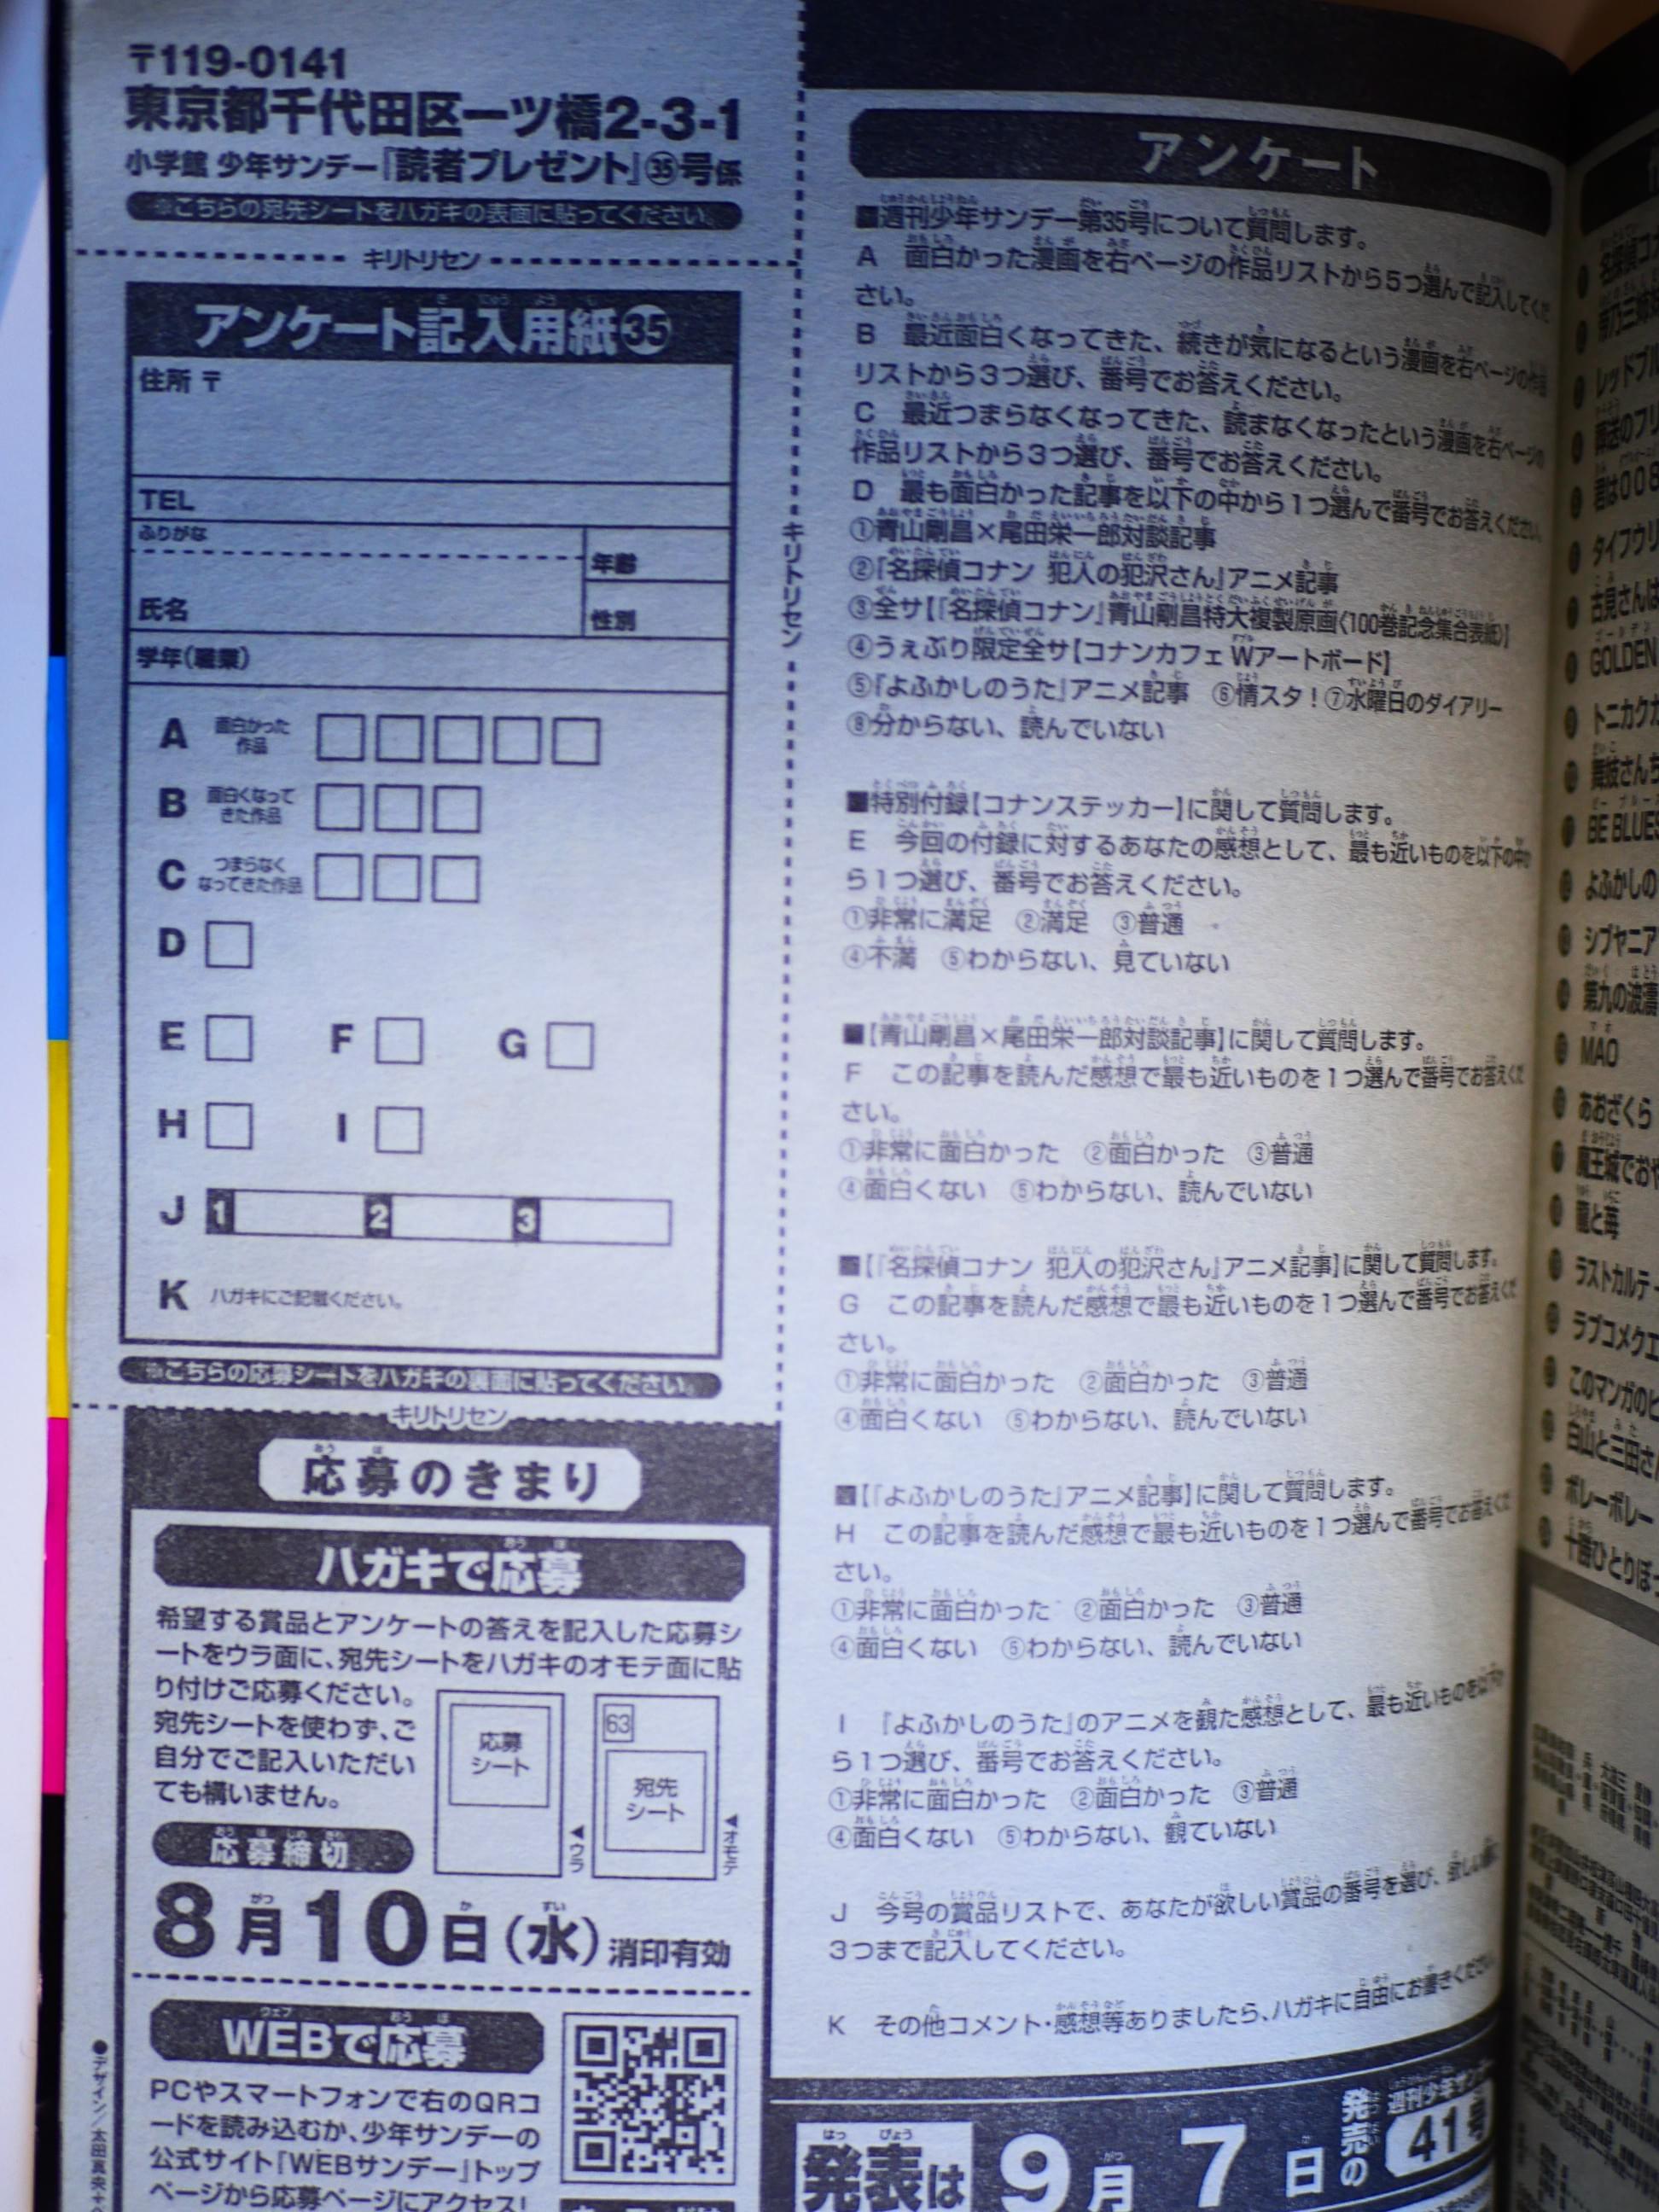 〒119-0141
東京都千代田区一ツ橋2-3-1
小学館 少年サンデー「読者プレゼント」㉟号係
※こちらの宛先シートをハガキの表面に貼ってください。
キリトリセン
アンケート記入用紙㉟
住所 〒
TEL
ふりがな
年齢
氏名
性別
学年(職業)
A 面白かった作品
B 面白くなってきた作品
C つまらなくなってきた作品
D
E F G
H I
J 1 2 3
K ハガキにご記載ください。
※こちらの応募シートをハガキの裏面に貼ってください。
キリトリセン
キリトリセン
応募のきまり
ハガキで応募
希望する賞品とアンケートの答えを記入した応募シ
ートをウラ面に、宛先シートをハガキのオモテ面に貼
り付けご応募ください。
宛先シートを使わず、ご
自分でご記入いただい
ても構いません。
応募シート
◀ウラ
63
宛先シート
◀オモテ
応募締切
8月10日(水)消印有効
WEBで応募
PCやスマートフォンで右のQRコ
ードを読み込むか、少年サンデーの
公式サイト「WEBサンデー」トップ
ページから応募ページにアクセス!
アンケート
■週刊少年サンデー第35号について質問します。
A 面白かった漫画を右ページの作品リストから5つ選んで記入してくだ
さい。
B 最近面白くなってきた、続きが気になるという漫画を右ページの作品
リストから3つ選び、番号でお答えください。
C 最近つまらなくなってきた、読まなくなったという漫画を右ページの
作品リストから3つ選び、番号でお答えください。
D 最も面白かった記事を以下の中から1つ選んで番号でお答えください。
①青山剛昌×尾田栄一郎対談記事
②『名探偵コナン 犯人の犯沢さん』アニメ記事
③全サ【『名探偵コナン』青山剛昌特大複製原画〈100巻記念集合表紙〉】
④うぇぶり限定全サ【コナンカフェ Wアートボード】
⑤『よふかしのうた』アニメ記事 ⑥情スタ!⑦水曜日のダイアリー
⑧分からない、読んでいない
■特別付録【コナンステッカー】に関して質問します。
E 今回の付録に対するあなたの感想として、最も近いものを以下の中か
ら1つ選び、番号でお答えください。
①非常に満足 ②満足 ③普通
④不満 ⑤わからない、見ていない
■【青山剛昌×尾田栄一郎対談記事】に関して質問します。
F この記事を読んだ感想で最も近いものを1つ選んで番号でお答えくだ
さい。
①非常に面白かった ②面白かった ③普通
④面白くない ⑤わからない、読んでいない
■【『名探偵コナン 犯人の犯沢さん』アニメ記事】に関して質問します。
G この記事を読んだ感想で最も近いものを1つ選んで番号でお答えくだ
さい。
①非常に面白かった ②面白かった ③普通
④面白くない ⑤わからない、読んでいない
■【『よふかしのうた』アニメ記事】に関して質問します。
H この記事を読んだ感想で最も近いものを1つ選んで番号でお答えくだ
さい。
①非常に面白かった ②面白かった ③普通
④面白くない ⑤わからない、読んでいない
I 『よふかしのうた』のアニメを観た感想として、最も近いものを以下か
ら1つ選び、番号でお答えください。
①非常に面白かった ②面白かった ③普通
④面白くない ⑤わからない、観ていない
J 今号の賞品リストで、あなたが欲しい賞品の番号を選び、欲しい順に
3つまで記入してください。
K その他コメント・感想等ありましたら、ハガキに自由にお書きください。
発表は9月7日発売の週刊少年サンデー41号
名探偵コナ
レッドブル
君は008
タイフウリ
古見さんは
GOLDEN
トニカクカ
舞妓さんち
BE BLUES
よふかしの
シブヤニア
第九の波濤
MAO
あおざくら
魔王城でおや
龍と苺
ラストカルテ
ラブコメクエ
このマンガのヒ
白山と三田さん
ボレーボレー
十勝ひとりぼっ